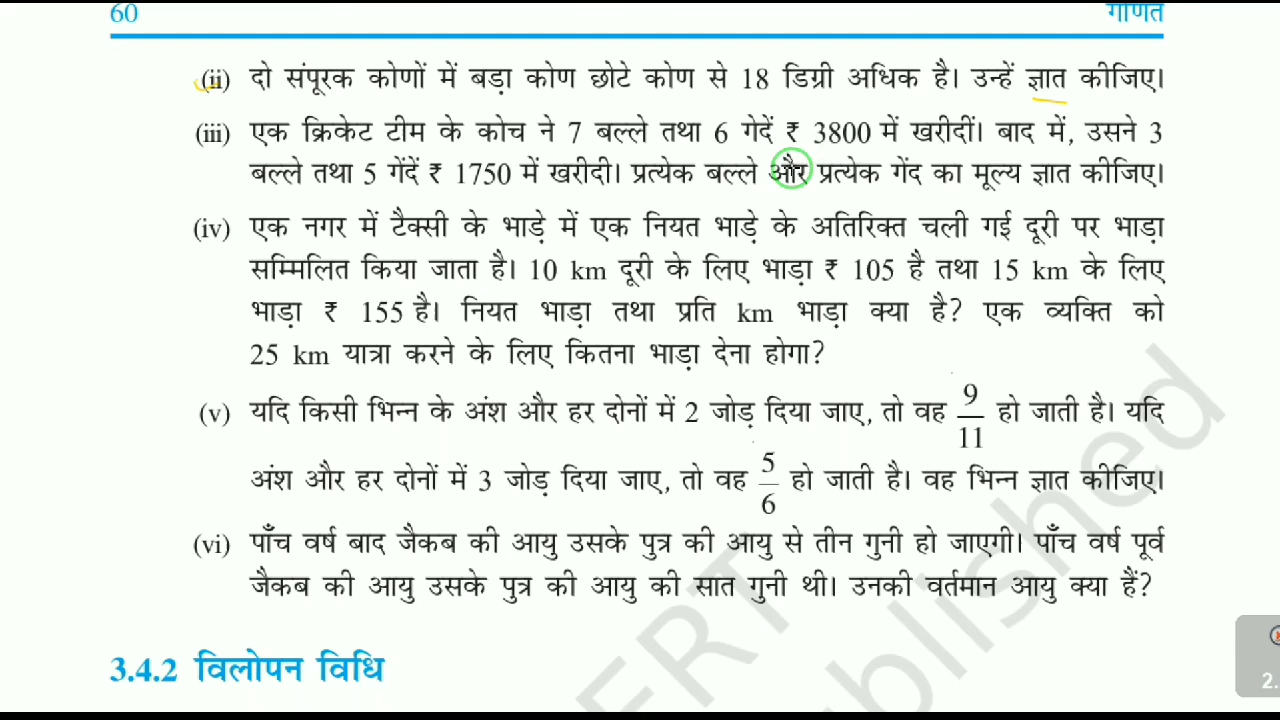 60 गणित
(ii) दो संपूरक कोणों में बड़ा कोण छोटे कोण से 18 डिग्री अधिक है। उन्हें ज्ञात कीजिए।
(iii) एक क्रिकेट टीम के कोच ने 7 बल्ले तथा 6 गेदें ₹ 3800 में खरीदीं। बाद में, उसने 3
बल्ले तथा 5 गेंदें ₹ 1750 में खरीदी। प्रत्येक बल्ले और प्रत्येक गेंद का मूल्य ज्ञात कीजिए।
(iv) एक नगर में टैक्सी के भाड़े में एक नियत भाड़े के अतिरिक्त चली गई दूरी पर भाड़ा
सम्मिलित किया जाता है। 10 km दूरी के लिए भाड़ा ₹ 105 है तथा 15 km के लिए
भाड़ा ₹ 155 है। नियत भाड़ा तथा प्रति km भाड़ा क्या है? एक व्यक्ति को
25 km यात्रा करने के लिए कितना भाड़ा देना होगा?
(v) यदि किसी भिन्न के अंश और हर दोनों में 2 जोड़ दिया जाए, तो वह 9/11 हो जाती है। यदि
अंश और हर दोनों में 3 जोड़ दिया जाए, तो वह 5/6 हो जाती है। वह भिन्न ज्ञात कीजिए।
(vi) पाँच वर्ष बाद जैकब की आयु उसके पुत्र की आयु से तीन गुनी हो जाएगी। पाँच वर्ष पूर्व
जैकब की आयु उसके पुत्र की आयु की सात गुनी थी। उनकी वर्तमान आयु क्या हैं?
3.4.2 विलोपन विधि
2.